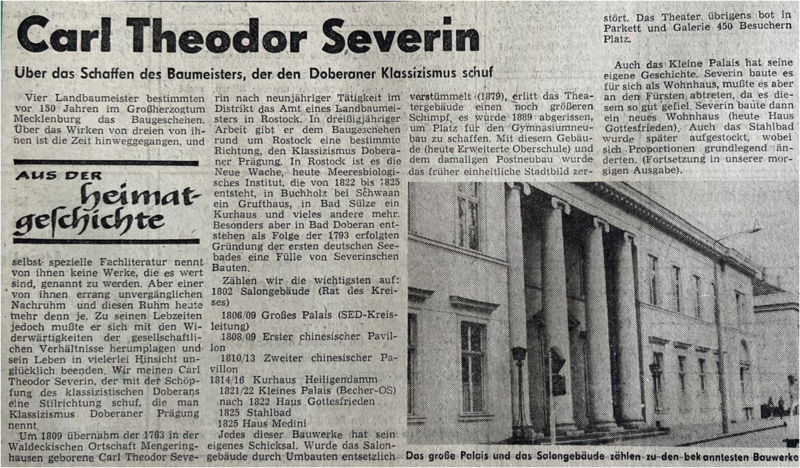 Carl Theodor Severin
Über das Schaffen des Baumeisters, der den Doberaner Klassizismus schuf
Vier Landbaumeister bestimmten
vor 150 Jahren im Großherzogtum
Mecklenburg das Baugeschehen.
Über das Wirken von dreien von ih-
nen ist die Zeit hinweggegangen, und
AUS DER
heimat-
geschichte
selbst spezielle Fachliteratur nennt
von ihnen keine Werke, die es wert
sind, genannt zu werden. Aber einer
von ihnen errang unvergänglichen
Nachruhm und diesen Ruhm heute
mehr denn je. Zu seinen Lebzeiten
jedoch mußte er sich mit den Wi-
derwärtigkeiten der gesellschaftli-
chen Verhältnisse herumplagen und
sein Leben in vielerlei Hinsicht un-
glücklich beenden. Wir meinen Carl
Theodor Severin, der mit der Schöp-
fung des klassizistischen Doberans
eine Stilrichtung schuf, die man
Klassizismus Doberaner Prägung
nennt.
Um 1809 übernahm der 1763 in der
Waldeckischen Ortschaft Mengering-
hausen geborene Carl Theodor Seve-
rin nach neunjähriger Tätigkeit im
Distrikt das Amt eines Landbaumei-
sters in Rostock. In dreißigjähriger
Arbeit gibt er dem Baugeschehen
rund um Rostock eine bestimmte
Richtung, den Klassizismus Dobera-
ner Prägung. In Rostock ist es die
Neue Wache, heute Meeresbiologi-
sches Institut, die von 1822 bis 1825
entsteht, in Buchholz bei Schwaan
ein Grufthaus, in Bad Sülze ein
Kurhaus und vieles andere mehr.
Besonders aber in Bad Doberan ent-
stehen als Folge der 1793 erfolgten
Gründung der ersten deutschen See-
bades eine Fülle von Severinschen
Bauten.
Zählen wir die wichtigsten auf:
1802 Salongebäude (Rat des Krei-
ses)
1806/09 Großes Palais (SED-Kreis-
leitung)
1808/09 Erster chinesischer Pavil-
lon
1810/13 Zweiter chinesischer Pa-
villon
1814/16 Kurhaus Heiligendamm
1821/22 Kleines Palais (Becher-OS)
nach 1822 Haus Gottesfrieden
1825 Stahlbad
1825 Haus Medini
Jedes dieser Bauwerke hat sein
eigenes Schicksal. Wurde das Salon-
gebäude durch Umbauten entsetzlich
verstümmelt (1879), erlitt das Thea-
tergebäude einen noch größeren
Schimpf, es wurde 1889 abgerissen,
um Platz für den Gymnasiumneu-
bau zu schaffen. Mit diesem Gebäu-
de (heute Erweiterte Oberschule) und
dem damaligen Postneubau wurde
das früher einheitliche Stadtbild zer-
stört. Das Theater, übrigens bot in
Parkett und Galerie 450 Besuchern
Platz.
Auch das Kleine Palais hat seine
eigene Geschichte. Severin baute es
für sich als Wohnhaus, mußte es aber
an den Fürsten, abtreten, da es die-
sem so gut gefiel. Severin baute dann
ein neues Wohnhaus (heute Haus
Gottesfrieden). Auch das Stahlbad
wurde später aufgestockt, wobei
sich Proportionen grundlegend än-
derten. (Fortsetzung in unserer mor-
gigen Ausgabe).
Das große Palais und das Salongebäude zählen zu den bekanntesten Bauwerke